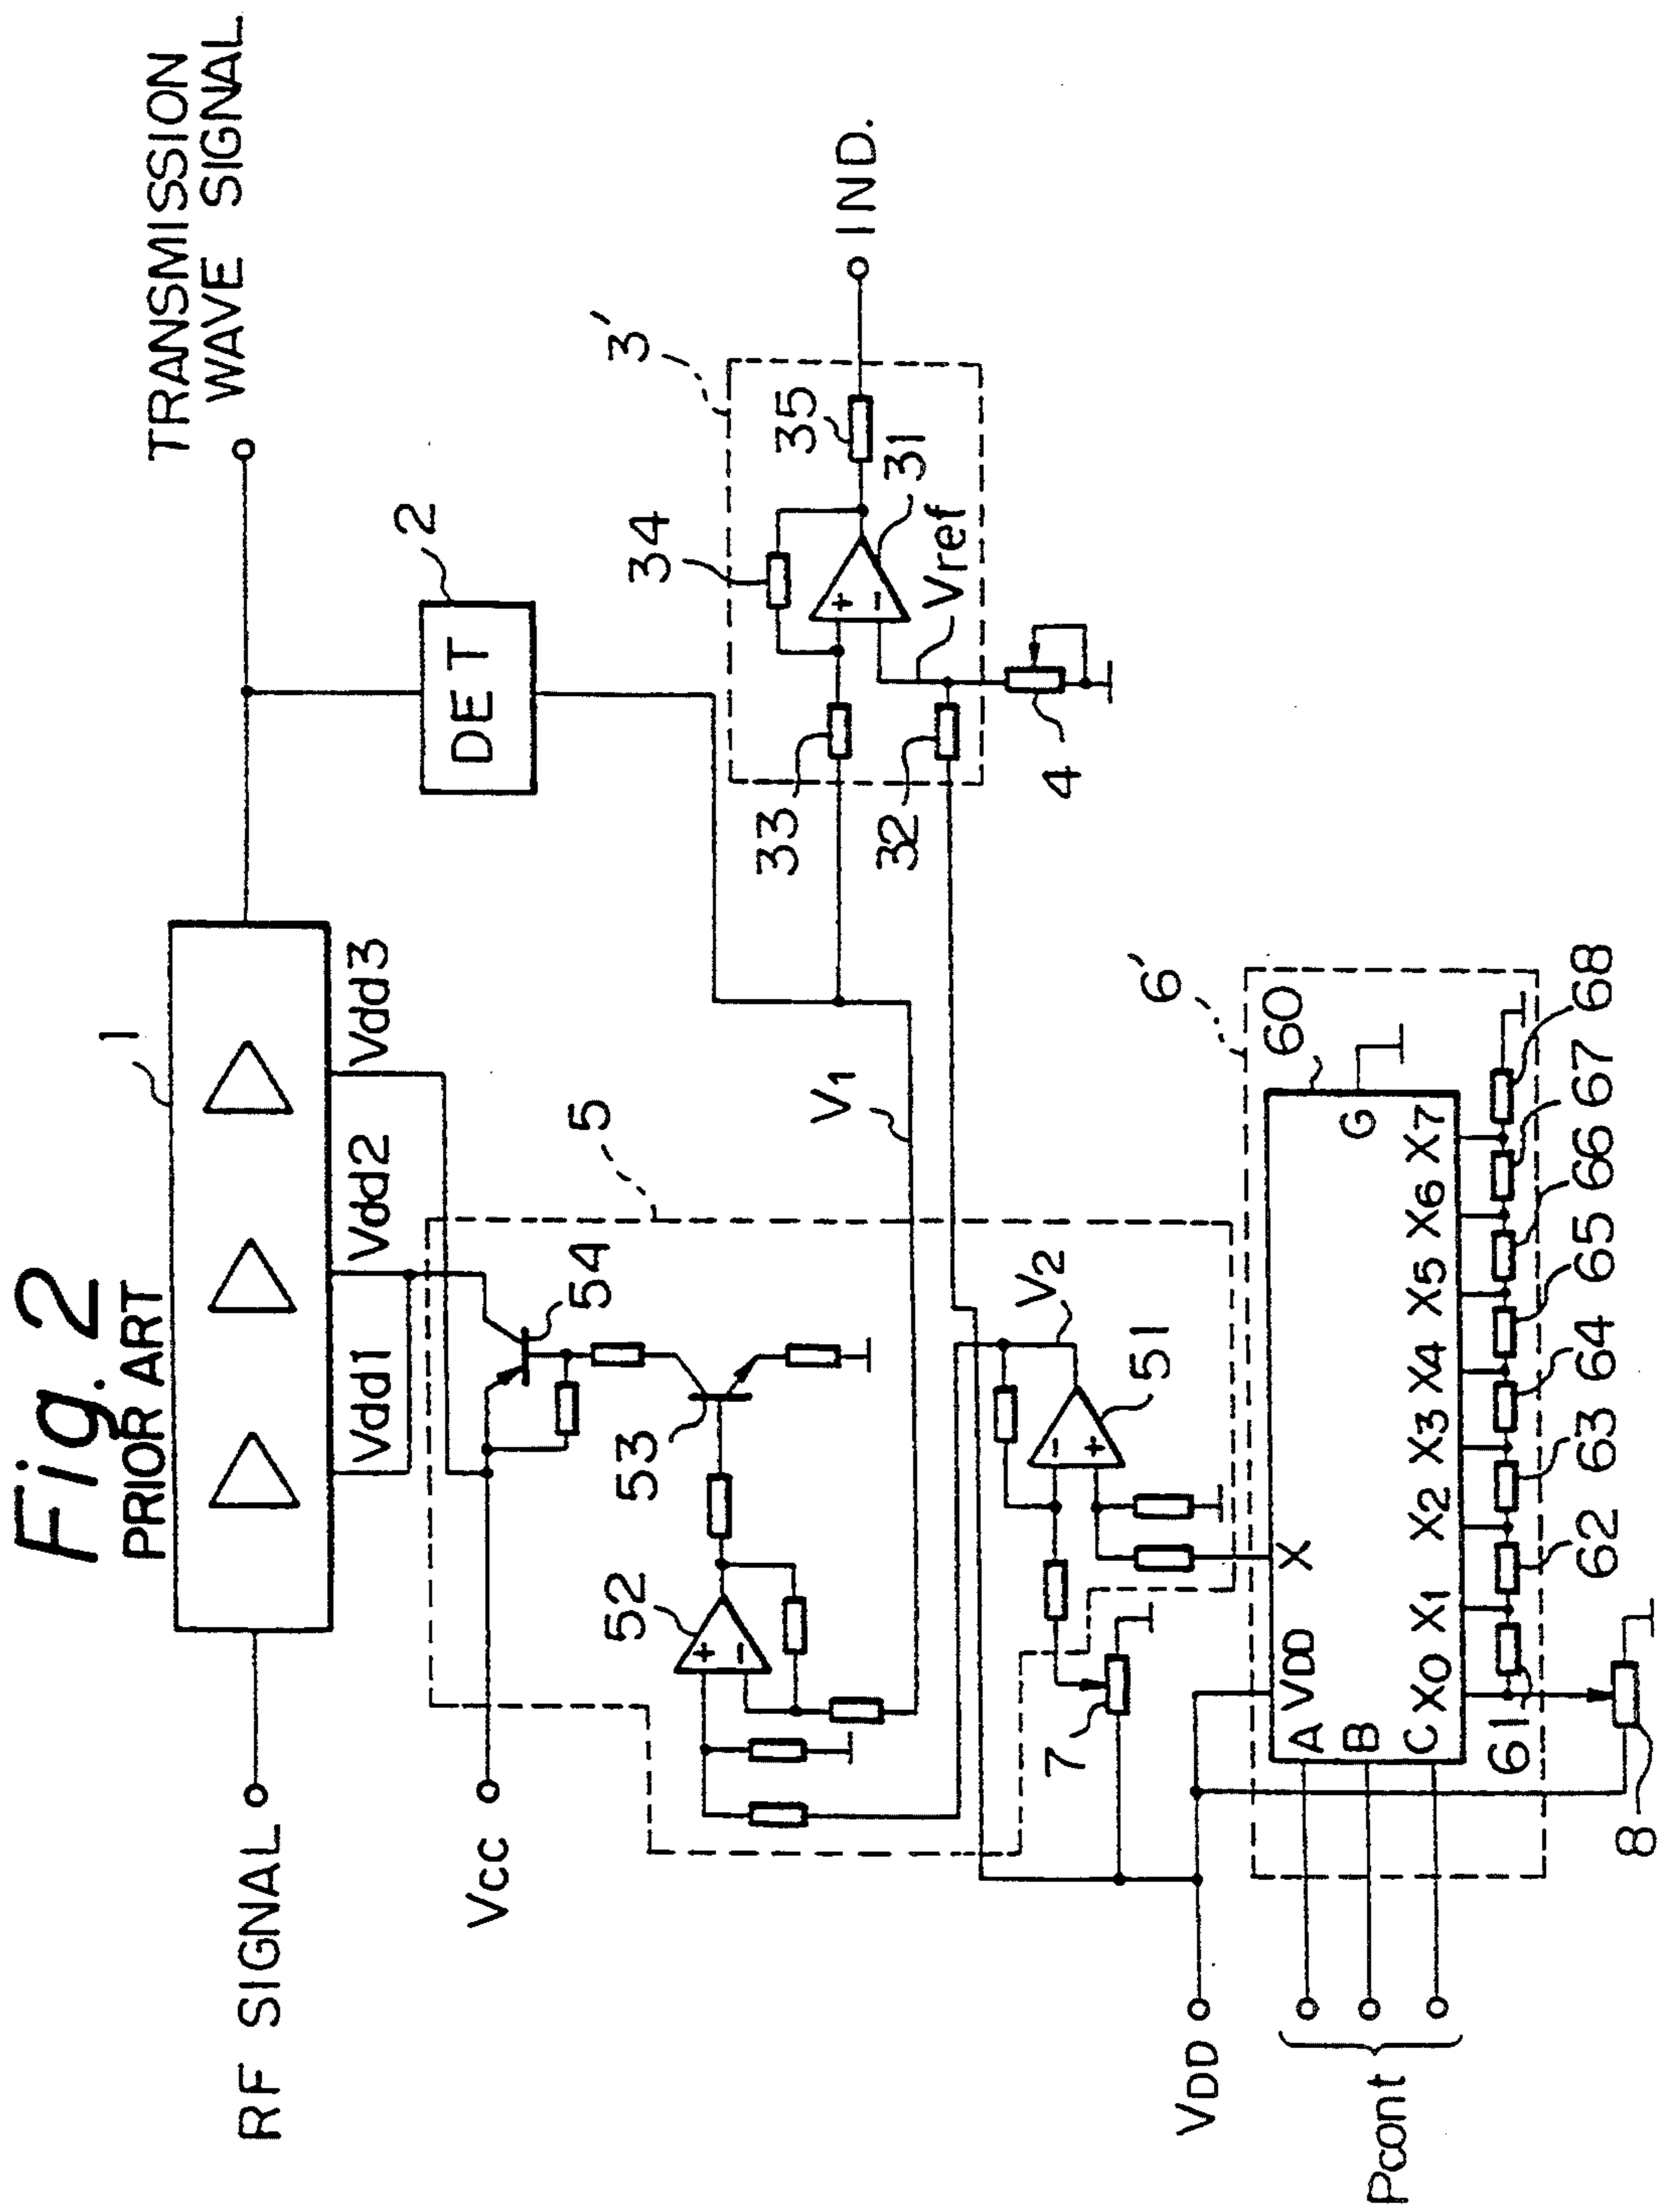 Fig. 2
PRIOR ART
TRANSMISSION
WAVE SIGNAL
RF SIGNAL
1
Vdd1
Vdd2
Vdd3
DET
2
Vcc
5
54
53
52
V1
3'
34
35
33
31
IND.
32
Vref
4
V2
51
7
6'
60
VDD
VDD
X
G
A
B
C
X0
X1
X2
X3
X4
X5
X6
X7
Pcont
61
62
63
64
65
66
67
68
8
+
−
+
−
−
+